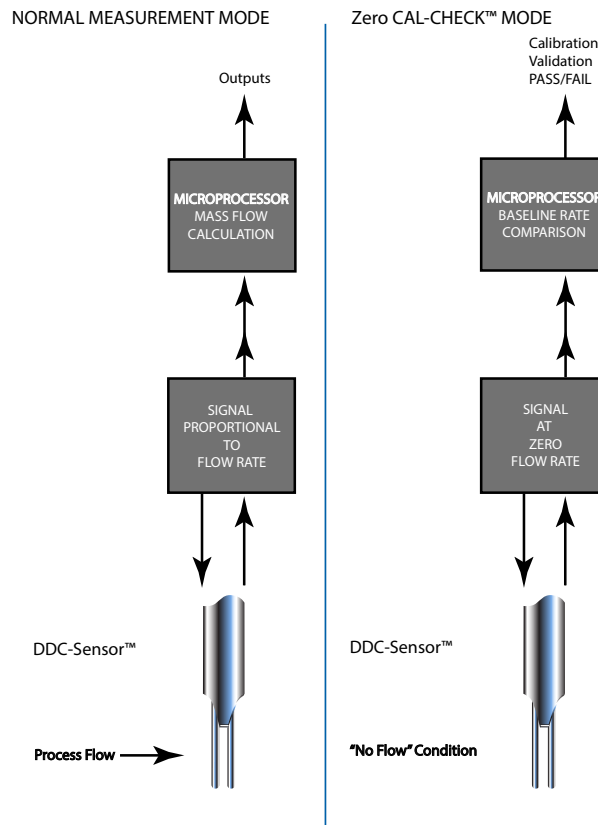 NORMAL MEASUREMENT MODE
Outputs
MICROPROCESSOR
MASS FLOW
CALCULATION
SIGNAL
PROPORTIONAL
TO
FLOW RATE
DDC-Sensor™
Process Flow
Zero CAL-CHECK™ MODE
Calibration
Validation
PASS/FAIL
MICROPROCESSOR
BASELINE RATE
COMPARISON
SIGNAL
AT
ZERO
FLOW RATE
DDC-Sensor™
"No Flow" Condition